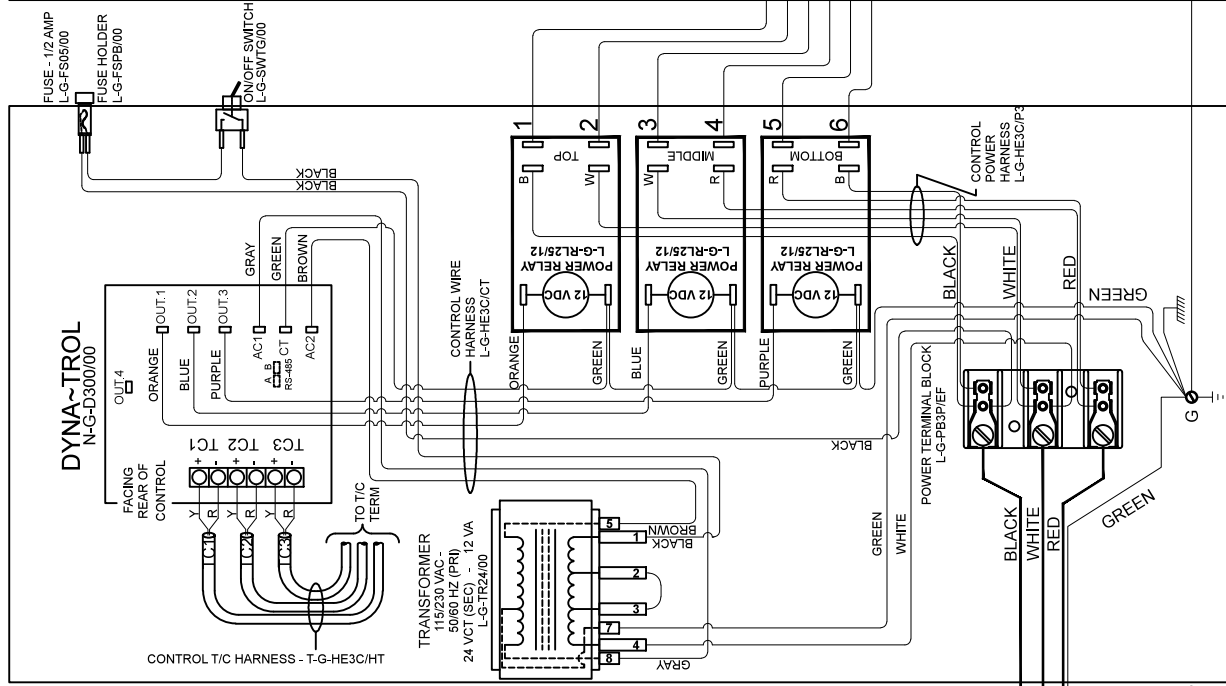 FUSE - 1/2 AMP
L-G-FS05/00
FUSE HOLDER
L-G-FSPB/00
ON/OFF SWITCH
L-G-SWTG/00
BLACK
BLACK
1
2
3
4
5
6
TOP
MIDDLE
BOTTOM
B
W
W
R
R
B
POWER RELAY
L-G-RL25/12
12 VDC
POWER RELAY
L-G-RL25/12
12 VDC
POWER RELAY
L-G-RL25/12
12 VDC
CONTROL
POWER
HARNESS
L-G-HE3C/P3
BLACK
WHITE
RED
GREEN
DYNA~TROL
N-G-D300/00
OUT.4
OUT.1
OUT.2
OUT.3
ORANGE
BLUE
PURPLE
GRAY
GREEN
BROWN
AC1
CT
AC2
A B
RS-485
CONTROL WIRE
HARNESS
L-G-HE3C/CT
ORANGE
GREEN
BLUE
GREEN
PURPLE
GREEN
BLACK
TC1 TC2 TC3
+ - + - + -
Y R Y R Y R
C1 C2 C3
FACING
REAR OF
CONTROL
TO T/C
TERM
CONTROL T/C HARNESS - T-G-HE3C/HT
TRANSFORMER
115/230 VAC -
50/60 HZ (PRI)
24 VCT (SEC) - 12 VA
L-G-TR24/00
5
BROWN
1
BLACK
2
3
7
4
8
GRAY
GREEN
WHITE
POWER TERMINAL BLOCK
L-G-PB3P/EF
G
BLACK
WHITE
RED
GREEN